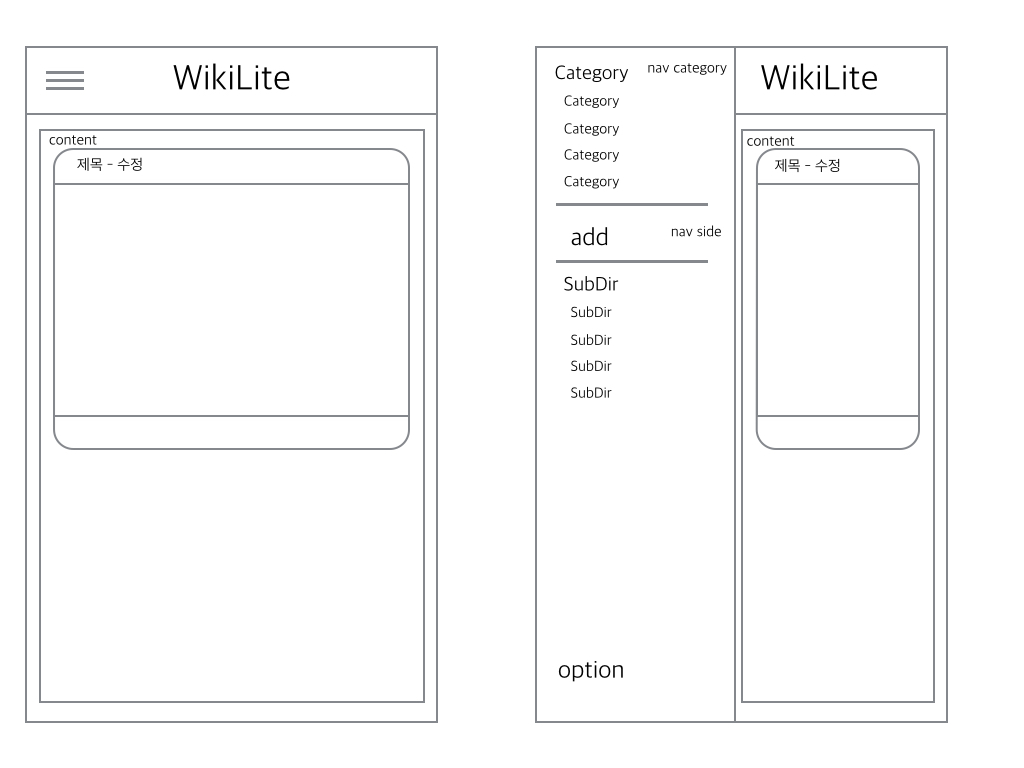 WikiLite
content
제목 - 수정
Category
nav category
Category
Category
Category
Category
add
nav side
SubDir
SubDir
SubDir
SubDir
SubDir
option
WikiLite
content
제목 - 수정